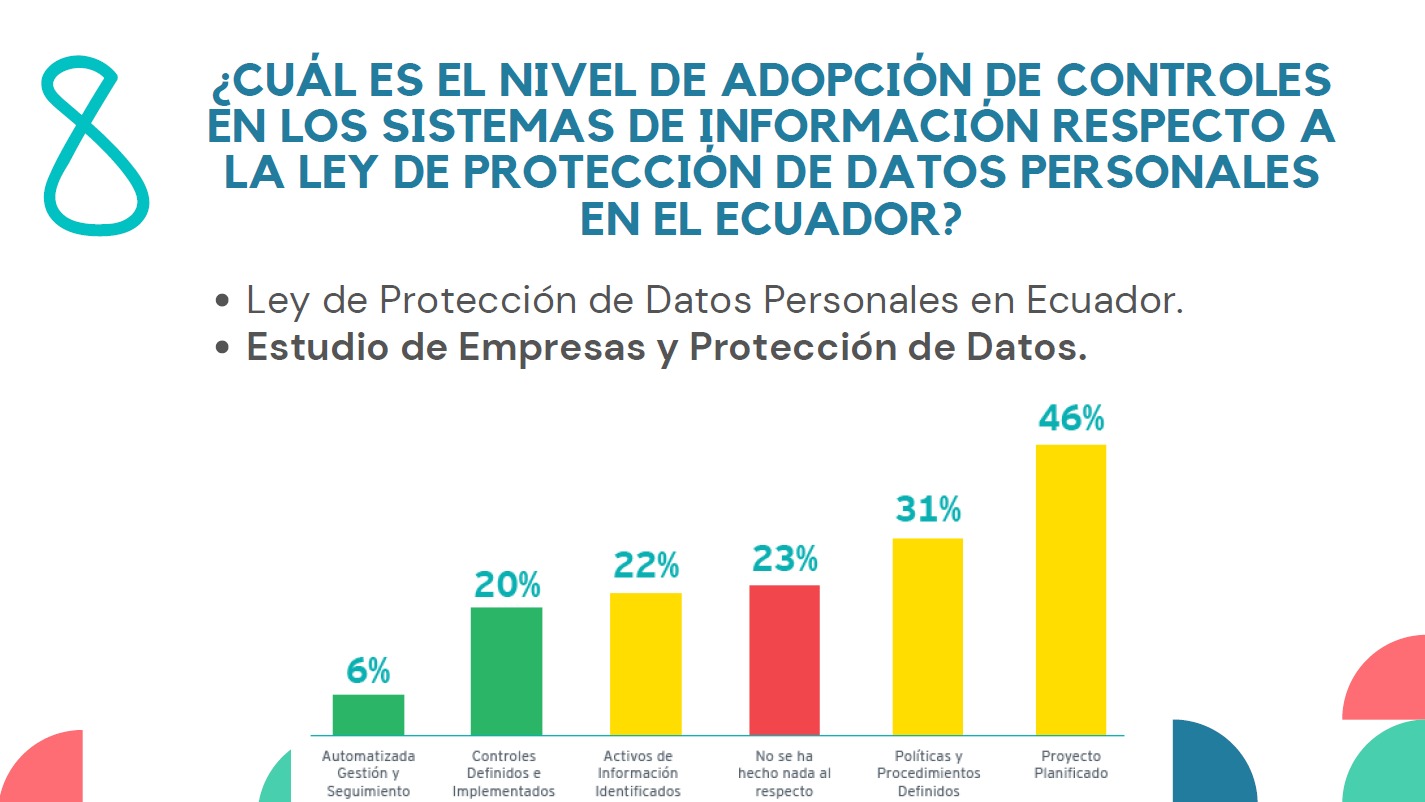 8
¿CUÁL ES EL NIVEL DE ADOPCIÓN DE CONTROLES
EN LOS SISTEMAS DE INFORMACIÓN RESPECTO A
LA LEY DE PROTECCIÓN DE DATOS PERSONALES
EN EL ECUADOR?
• Ley de Protección de Datos Personales en Ecuador.
• Estudio de Empresas y Protección de Datos.
6%
20%
22%
23%
31%
46%
Automatizada
Gestión y
Seguimiento
Controles
Definidos e
Implementados
Activos de
Información
Identificados
No se ha
hecho nada al
respecto
Políticas y
Procedimientos
Definidos
Proyecto
Planificado